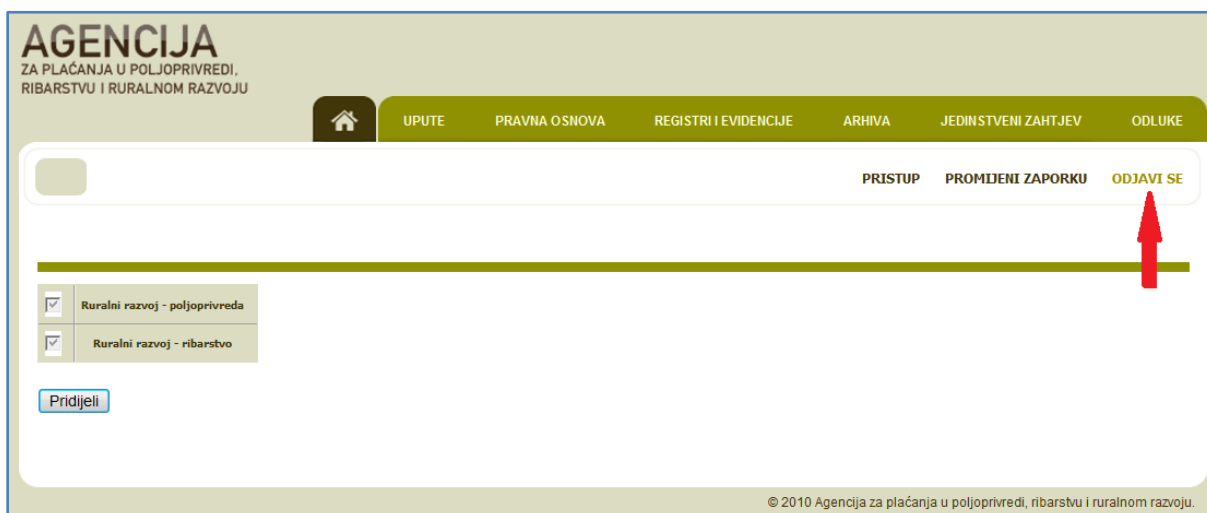 AGENCIJA
ZA PLAĆANJA U POLJOPRIVREDI,
RIBARSTVU I RURALNOM RAZVOJU
UPUTE PRAVNA OSNOVA REGISTRI I EVIDENCIJE ARHIVA JEDINSTVENI ZAHTJEV ODLUKE
PRISTUP PROMIJENI ZAPORKU ODJAVI SE
Ruralni razvoj - poljoprivreda
Ruralni razvoj - ribarstvo
Pridijeli
© 2010 Agencija za plaćanja u poljoprivredi, ribarstvu i ruralnom razvoju.